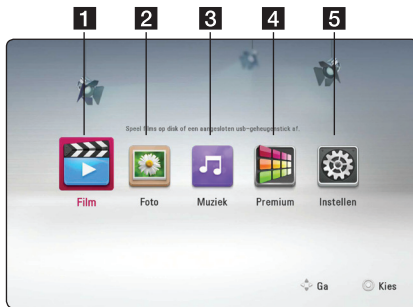 1 2 3 4 5
Speel films op disk of een aangesloten usb-geheugenstick af.
Film Foto Muziek Premium Instellen
Ga Kies